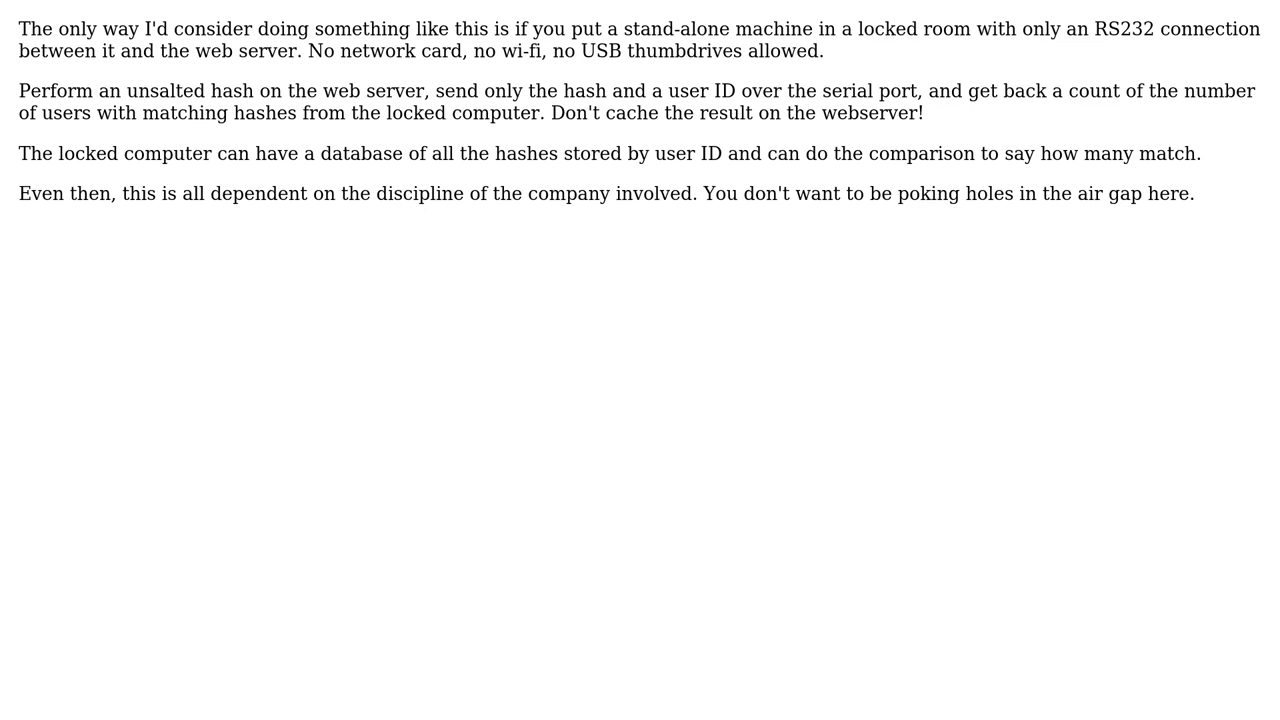 The only way I'd consider doing something like this is if you put a stand-alone machine in a locked room with only an RS232 connection
between it and the web server. No network card, no wi-fi, no USB thumbdrives allowed.
Perform an unsalted hash on the web server, send only the hash and a user ID over the serial port, and get back a count of the number
of users with matching hashes from the locked computer. Don't cache the result on the webserver!
The locked computer can have a database of all the hashes stored by user ID and can do the comparison to say how many match.
Even then, this is all dependent on the discipline of the company involved. You don't want to be poking holes in the air gap here.